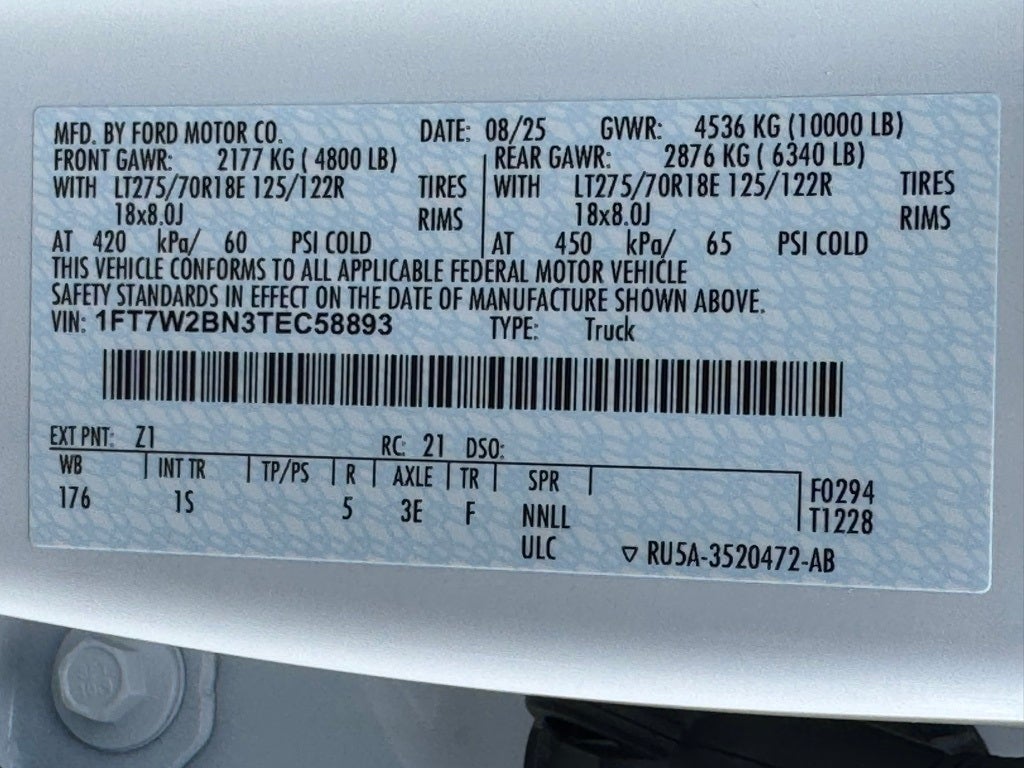 MFD. BY FORD MOTOR CO. DATE: 08/25 GVWR: 4536 KG (10000 LB)
FRONT GAWR: 2177 KG ( 4800 LB) REAR GAWR: 2876 KG ( 6340 LB)
WITH LT275/70R18E 125/122R TIRES WITH LT275/70R18E 125/122R TIRES
18x8.0J RIMS 18x8.0J RIMS
AT 420 kPa/ 60 PSI COLD AT 450 kPa/ 65 PSI COLD
THIS VEHICLE CONFORMS TO ALL APPLICABLE FEDERAL MOTOR VEHICLE
SAFETY STANDARDS IN EFFECT ON THE DATE OF MANUFACTURE SHOWN ABOVE.
VIN: 1FT7W2BN3TEC58893 TYPE: Truck
EXT PNT: Z1 RC: 21 DSO:
WB INT TR TP/PS R AXLE TR SPR F0294
176 1S 5 3E F NNLL T1228
ULC ▽ RU5A-3520472-AB